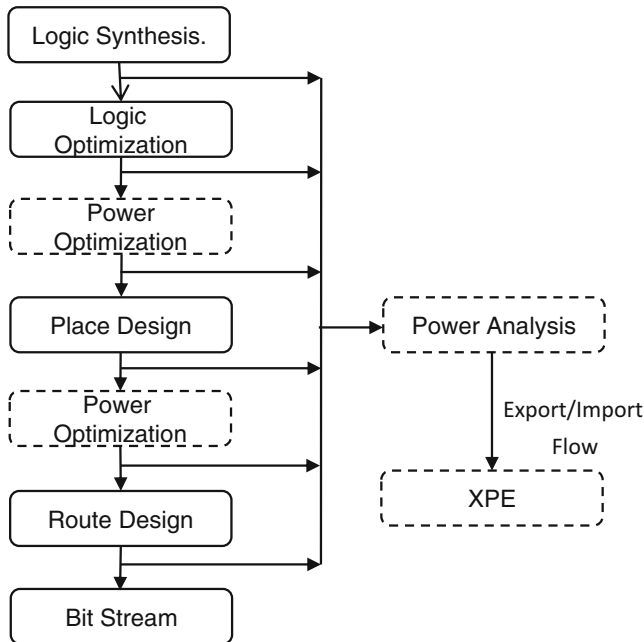 Logic Synthesis.
Logic
Optimization
Power
Optimization
Place Design
Power
Optimization
Route Design
Bit Stream
Power Analysis
Export/Import
Flow
XPE